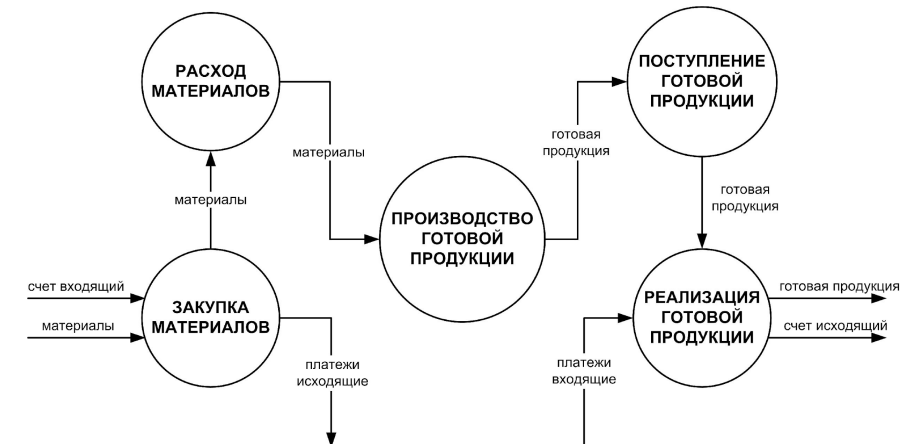 РАСХОД
МАТЕРИАЛОВ
ПОСТУПЛЕНИЕ
ГОТОВОЙ
ПРОДУКЦИИ
материалы
готовая
продукция
материалы
ПРОИЗВОДСТВО
ГОТОВОЙ
ПРОДУКЦИИ
готовая
продукция
счет входящий
материалы
ЗАКУПКА
МАТЕРИАЛОВ
платежи
исходящие
платежи
входящие
РЕАЛИЗАЦИЯ
ГОТОВОЙ
ПРОДУКЦИИ
готовая продукция
счет исходящий